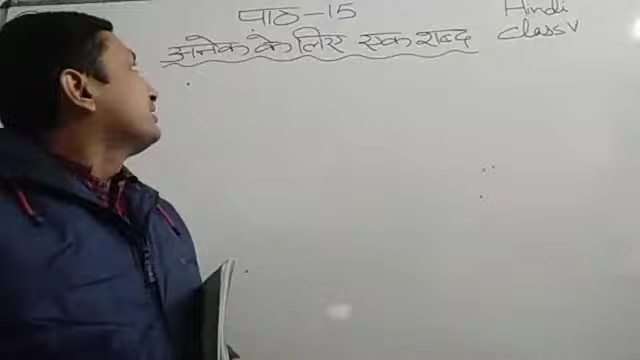 पाठ-15
अनेक के लिए एक शब्द
Hindi
Class V